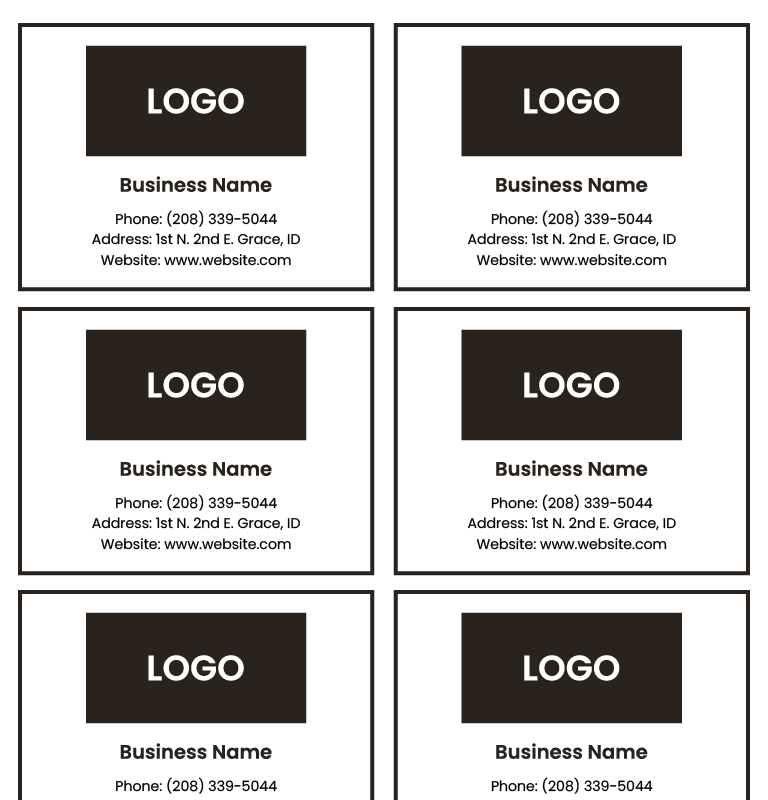 LOGO
Business Name
Phone: (208) 339-5044
Address: 1st N. 2nd E. Grace, ID
Website: www.website.com
LOGO
Business Name
Phone: (208) 339-5044
Address: 1st N. 2nd E. Grace, ID
Website: www.website.com
LOGO
Business Name
Phone: (208) 339-5044
Address: 1st N. 2nd E. Grace, ID
Website: www.website.com
LOGO
Business Name
Phone: (208) 339-5044
Address: 1st N. 2nd E. Grace, ID
Website: www.website.com
LOGO
Business Name
Phone: (208) 339-5044
LOGO
Business Name
Phone: (208) 339-5044